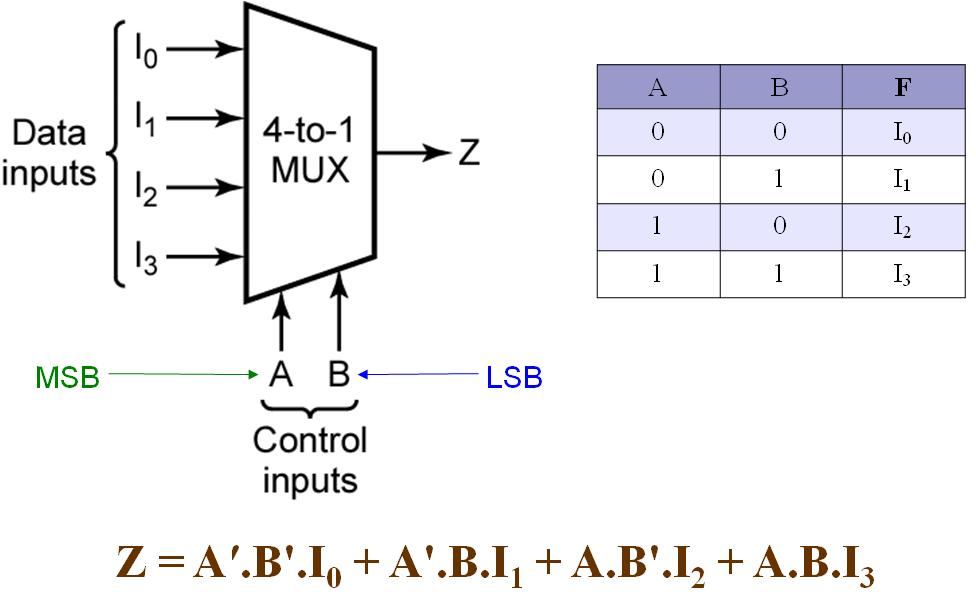 Data
inputs
I0
I1
I2
I3
4-to-1
MUX
Z
MSB
A
B
LSB
Control
inputs
A B F
0 0 I0
0 1 I1
1 0 I2
1 1 I3
Z = A′.B'.I0 + A'.B.I1 + A.B'.I2 + A.B.I3